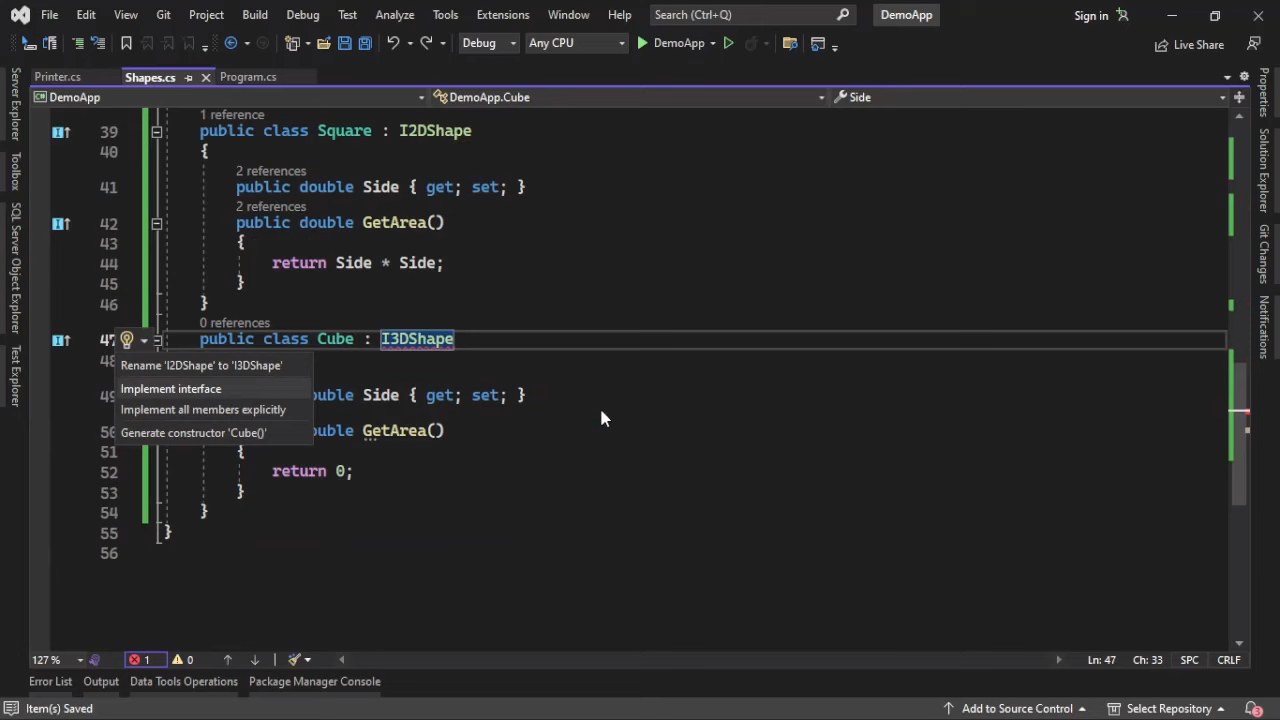 File Edit View Git Project Build Debug Test Analyze Tools Extensions Window Help Search (Ctrl+Q) DemoApp Sign in
Debug Any CPU DemoApp Live Share
Printer.cs Shapes.cs Program.cs
DemoApp DemoApp.Cube Side
1 reference
39 public class Square : I2DShape
40 {
2 references
41 public double Side { get; set; }
2 references
42 public double GetArea()
43 {
44 return Side * Side;
45 }
46 }
0 references
47 public class Cube : I3DShape
48
Rename 'I2DShape' to 'I3DShape'
Implement interface
49 double Side { get; set; }
Implement all members explicitly
50 double GetArea()
Generate constructor 'Cube()'
51 {
52 return 0;
53 }
54 }
55 }
56
127 % 1 0 Ln: 47 Ch: 33 SPC CRLF
Error List Output Data Tools Operations Package Manager Console
Item(s) Saved Add to Source Control Select Repository 3
Server Explorer
Toolbox
SQL Server Object Explorer
Test Explorer
Properties
Solution Explorer
Git Changes
Notifications